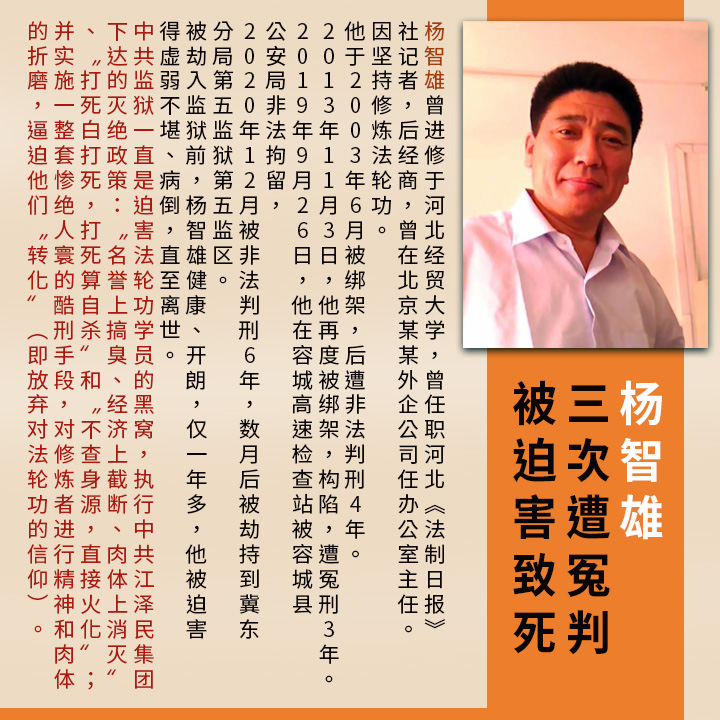 杨智雄
三次遭冤判
被迫害致死
杨智雄曾进修于河北经贸大学，曾任职河北《法制日报》
社记者，后经商，曾在北京某某外企公司任办公室主任。
因坚持修炼法轮功。
他于2003年6月被绑架，后遭非法判刑4年。
2013年11月3日，他再度被绑架，构陷，遭冤刑3年。
2019年9月26日，他在容城高速检查站被容城县
公安局非法拘留，
2020年12月被非法判刑6年，数月后被劫持到冀东
分局第五监狱第五监区。
被劫入监狱前，杨智雄健康、开朗，仅一年多，他被迫害
得虚弱不堪、病倒，直至离世。
中共监狱一直是迫害法轮功学员的黑窝，执行中共江泽民集团
下达的灭绝政策：〝名誉上搞臭、经济上截断、肉体上消灭〞
、〝打死白打死，打死算自杀〞和〝不查身源，直接火化〞；
并实施一整套惨绝人寰的酷刑手段，对修炼者进行精神和肉体
的折磨，逼迫他们〝转化〞（即放弃对法轮功的信仰）。